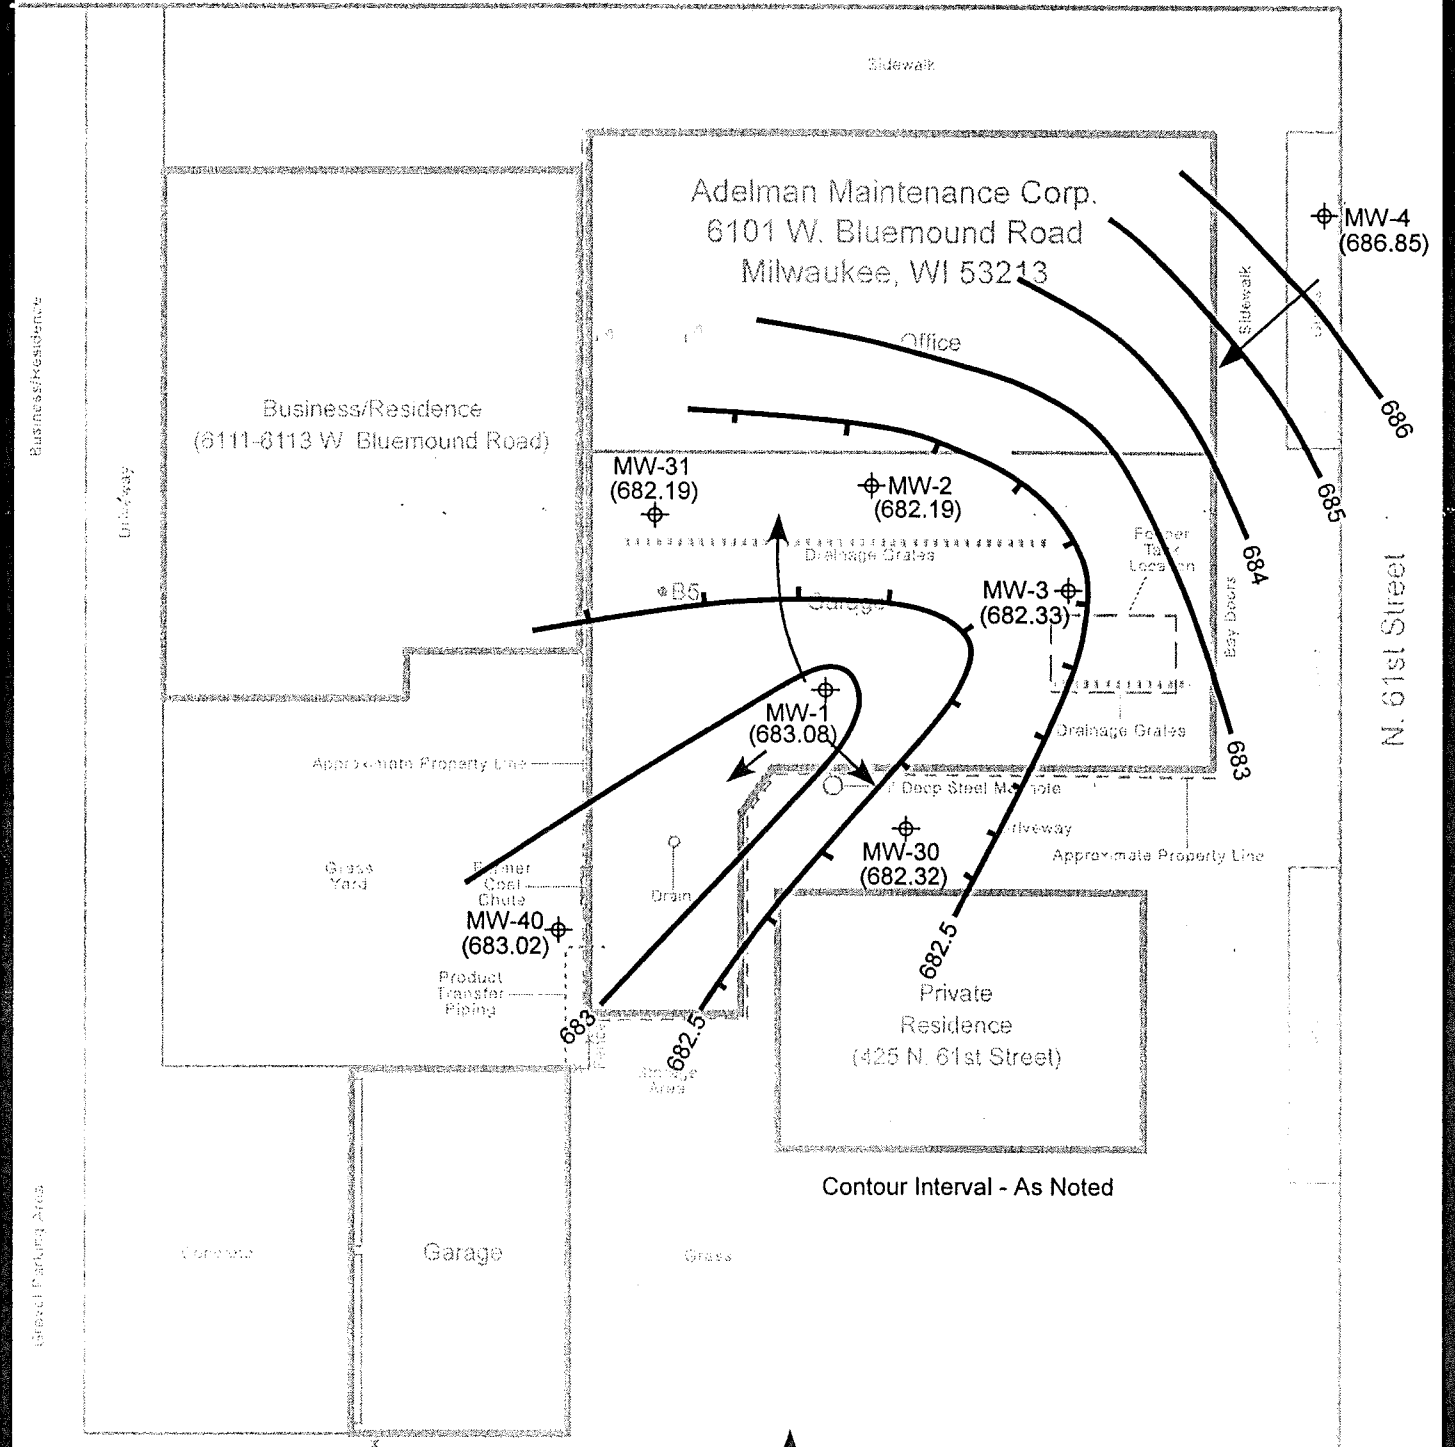 Sidewalk
Adelman Maintenance Corp.
6101 W. Bluemound Road
Milwaukee, WI 53213
MW-4
(686.85)
Sidewalk
Office
Business/Residence
Business/Residence
(6111-6113 W. Bluemound Road)
Driveway
686
685
684
683
MW-31
(682.19)
MW-2
(682.19)
Drainage Grates
Former
Tank
Location
B5
Garage
MW-3
(682.33)
Bay Doors
N. 61st Street
MW-1
(683.08)
Drainage Grates
Approximate Property Line
Deep Steel Manhole
Driveway
Approximate Property Line
MW-30
(682.32)
Grass
Yard
Former
Coal
Chute
Drain
MW-40
(683.02)
Product
Transfer
Piping
683
682.5
682.5
Storage
Area
Private
Residence
(425 N. 61st Street)
Contour Interval - As Noted
Gravel Parking Area
Concrete
Garage
Grass